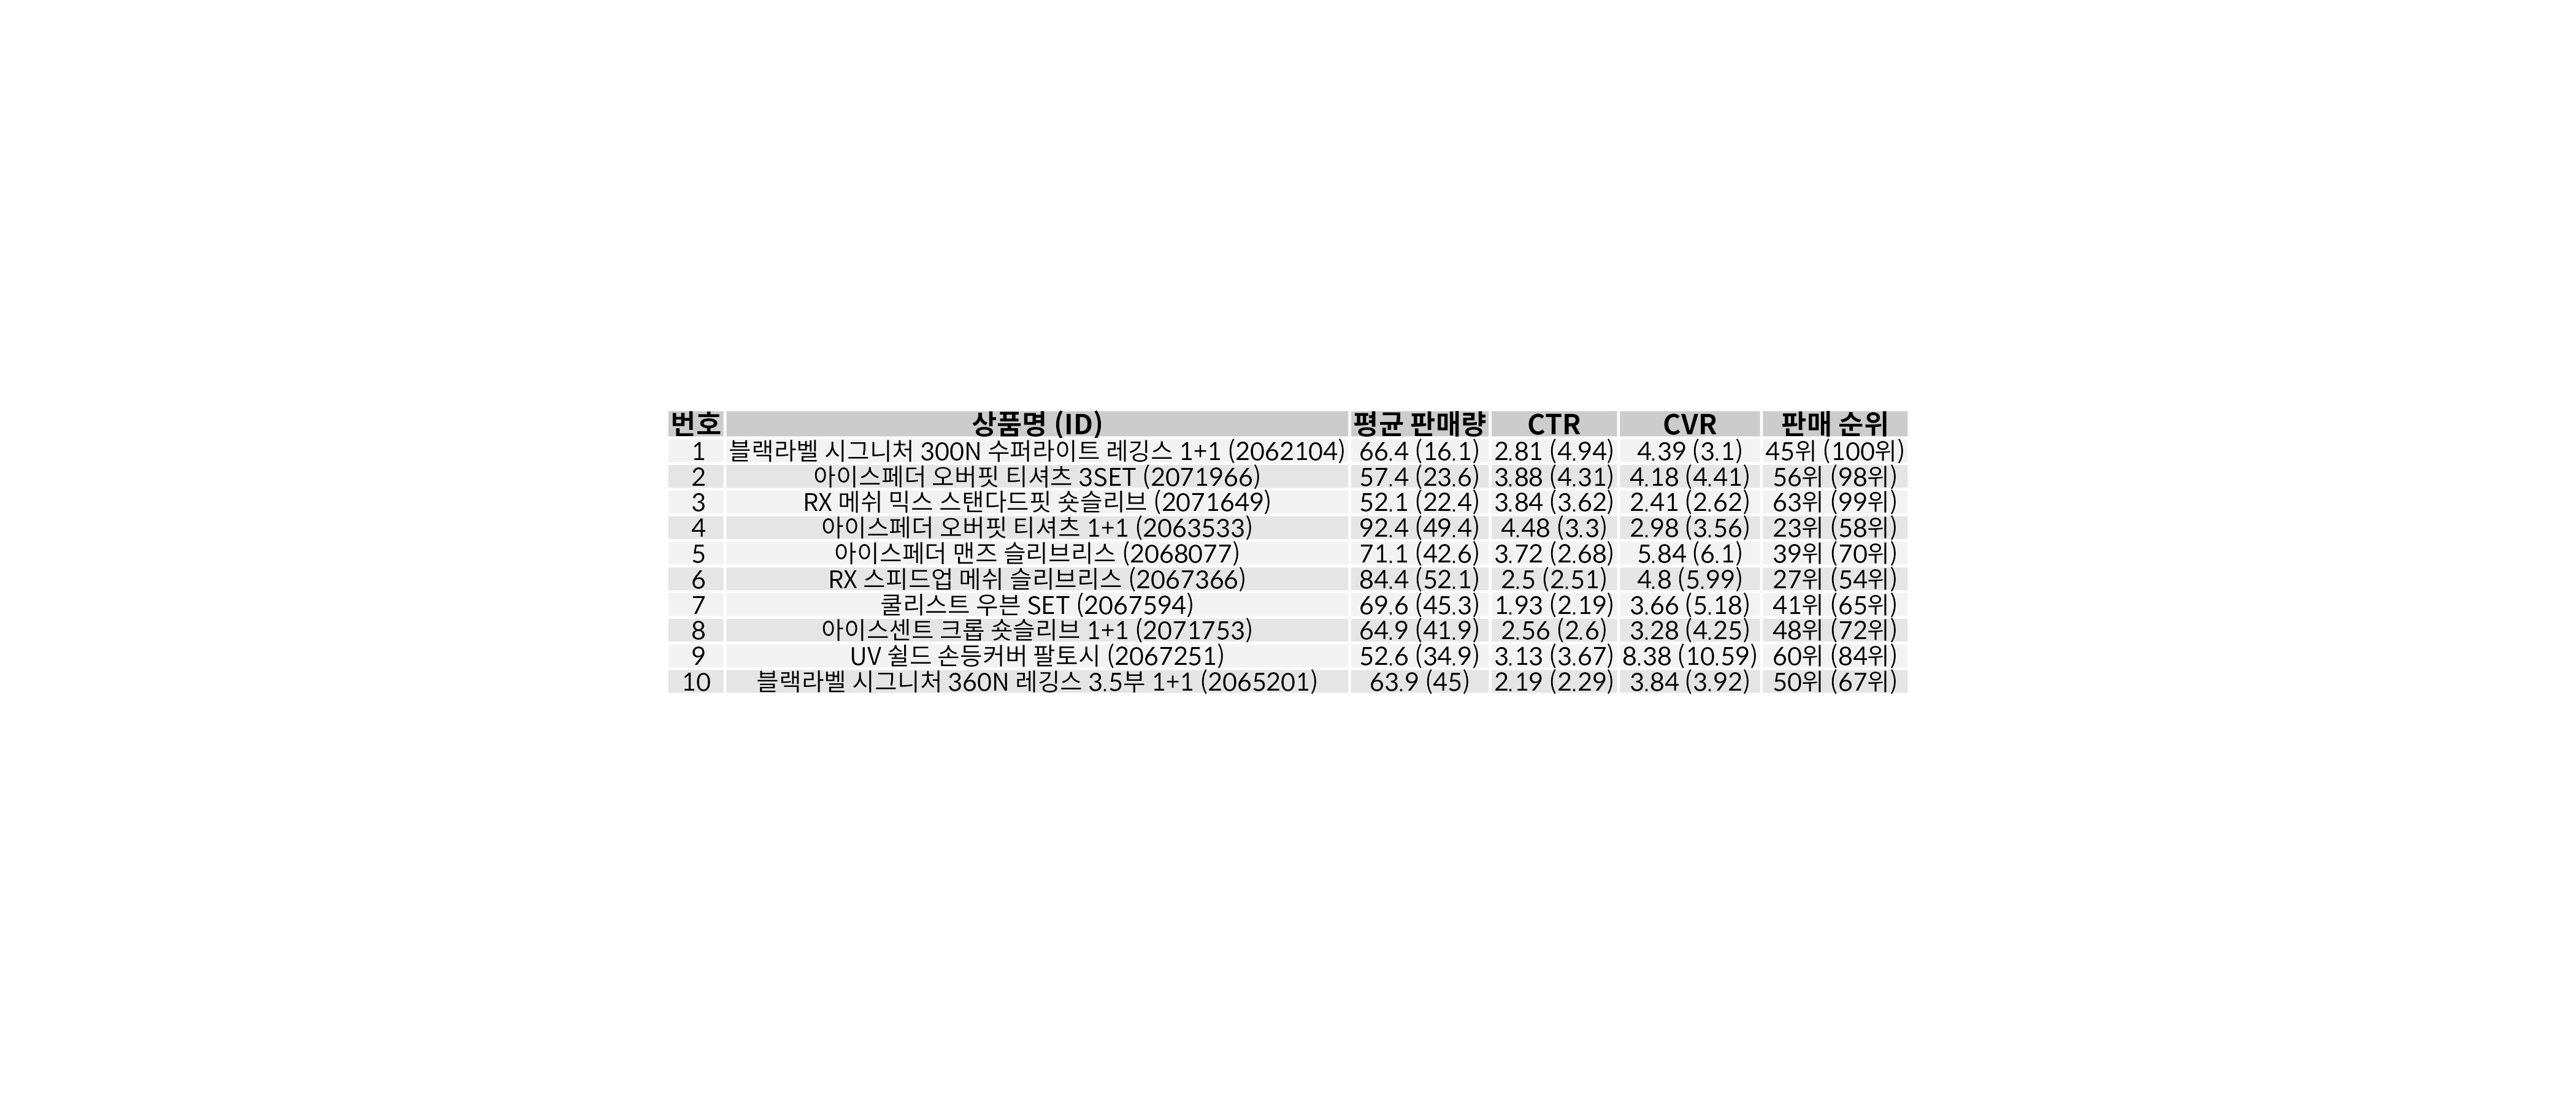 번호 상품명 (ID) 평균 판매량 CTR CVR 판매 순위
1 블랙라벨 시그니처 300N 수퍼라이트 레깅스 1+1 (2062104) 66.4 (16.1) 2.81 (4.94) 4.39 (3.1) 45위 (100위)
2 아이스페더 오버핏 티셔츠 3SET (2071966) 57.4 (23.6) 3.88 (4.31) 4.18 (4.41) 56위 (98위)
3 RX 메쉬 믹스 스탠다드핏 숏슬리브 (2071649) 52.1 (22.4) 3.84 (3.62) 2.41 (2.62) 63위 (99위)
4 아이스페더 오버핏 티셔츠 1+1 (2063533) 92.4 (49.4) 4.48 (3.3) 2.98 (3.56) 23위 (58위)
5 아이스페더 맨즈 슬리브리스 (2068077) 71.1 (42.6) 3.72 (2.68) 5.84 (6.1) 39위 (70위)
6 RX 스피드업 메쉬 슬리브리스 (2067366) 84.4 (52.1) 2.5 (2.51) 4.8 (5.99) 27위 (54위)
7 쿨리스트 우븐 SET (2067594) 69.6 (45.3) 1.93 (2.19) 3.66 (5.18) 41위 (65위)
8 아이스센트 크롭 숏슬리브 1+1 (2071753) 64.9 (41.9) 2.56 (2.6) 3.28 (4.25) 48위 (72위)
9 UV 쉴드 손등커버 팔토시 (2067251) 52.6 (34.9) 3.13 (3.67) 8.38 (10.59) 60위 (84위)
10 블랙라벨 시그니처 360N 레깅스 3.5부 1+1 (2065201) 63.9 (45) 2.19 (2.29) 3.84 (3.92) 50위 (67위)